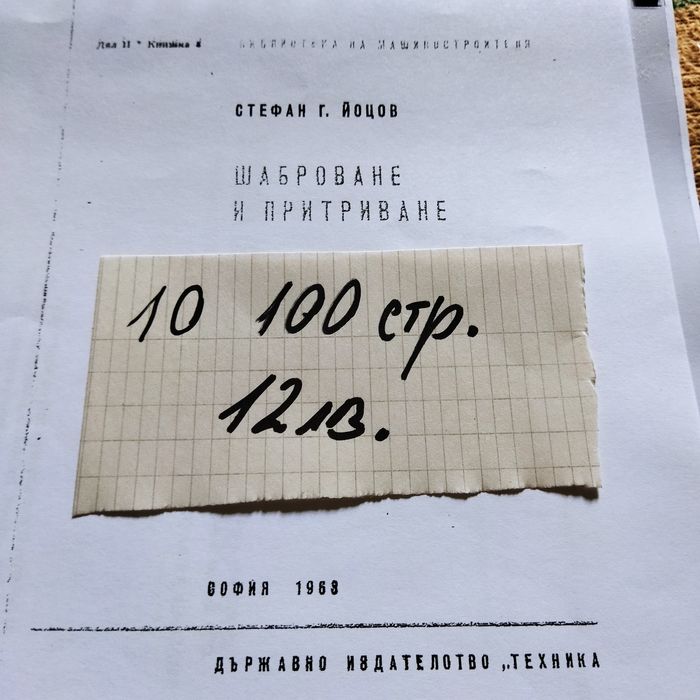 Дял II * Книжка 8 БИБЛИОТЕКА НА МАШИНОСТРОИТЕЛЯ
СТЕФАН Г. ЙОЦОВ
ШАБРОВАНЕ
И ПРИТРИВАНЕ
10 100 стр.
12 лв.
СОФИЯ 1963
ДЪРЖАВНО ИЗДАТЕЛСТВО „ТЕХНИКА